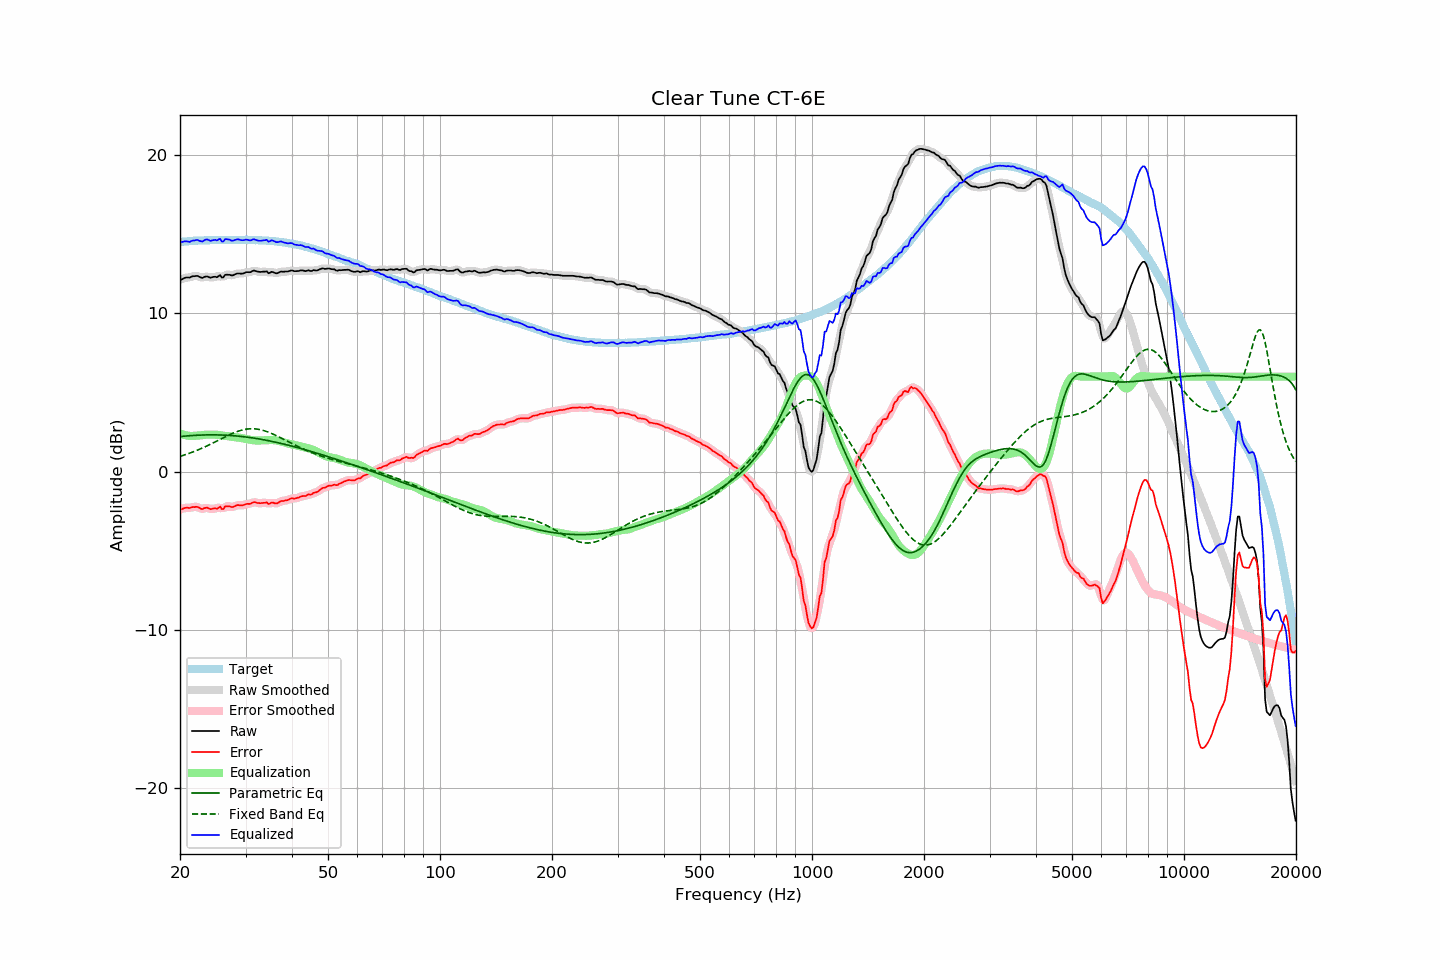 Clear Tune CT-6E
Amplitude (dBr)
20
10
0
−10
−20
Target
Raw Smoothed
Error Smoothed
Raw
Error
Equalization
Parametric Eq
Fixed Band Eq
Equalized
20 50 100 200 500 1000 2000 5000 10000 20000
Frequency (Hz)